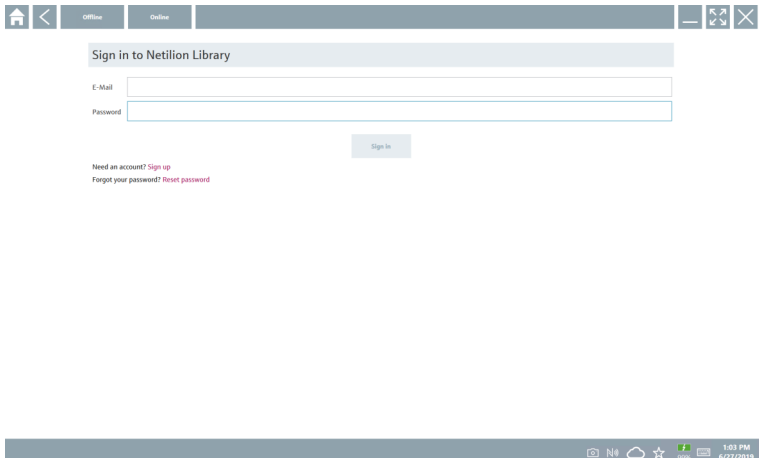 Offline
Online
Sign in to Netilion Library
E-Mail
Password
Sign In
Need an account? Sign up
Forgot your password? Reset password
1:03 PM
6/27/2019